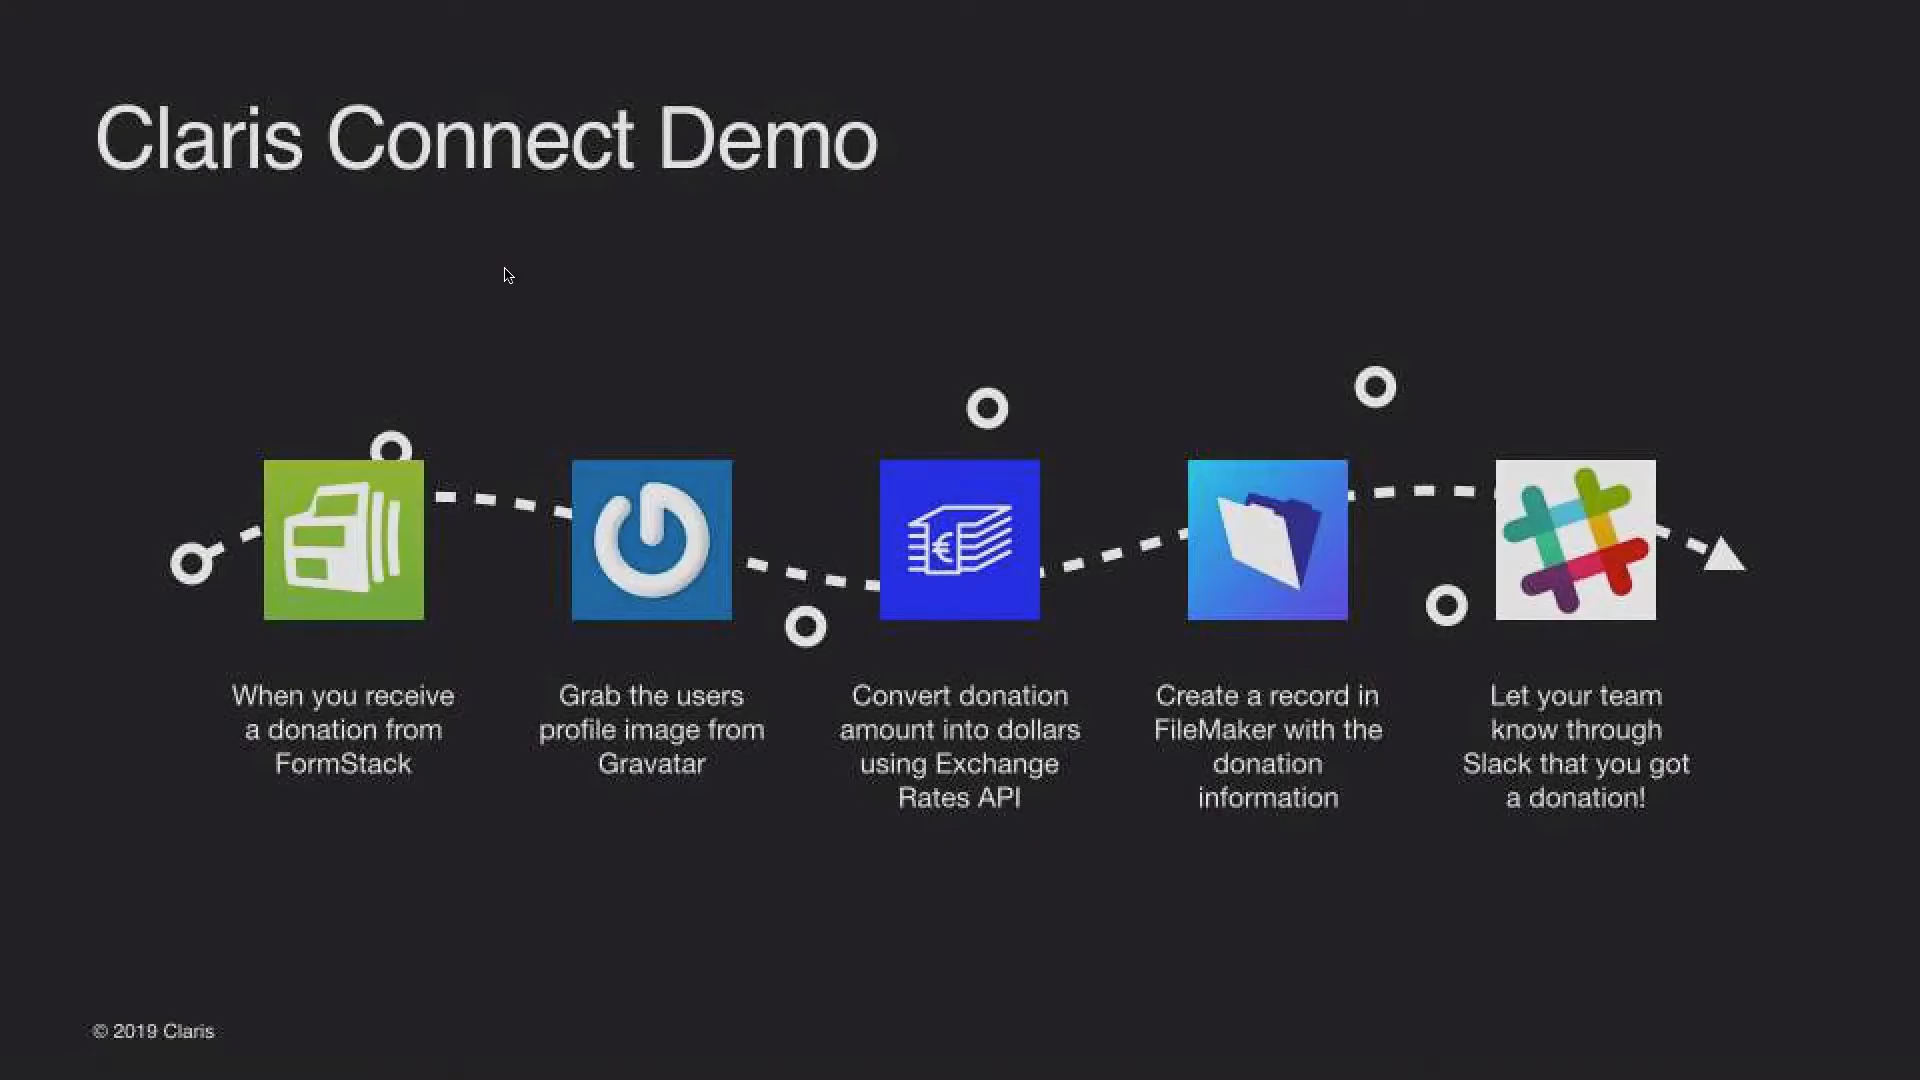 Claris Connect Demo
When you receive
a donation from
FormStack
Grab the users
profile image from
Gravatar
Convert donation
amount into dollars
using Exchange
Rates API
Create a record in
FileMaker with the
donation
information
Let your team
know through
Slack that you got
a donation!
© 2019 Claris